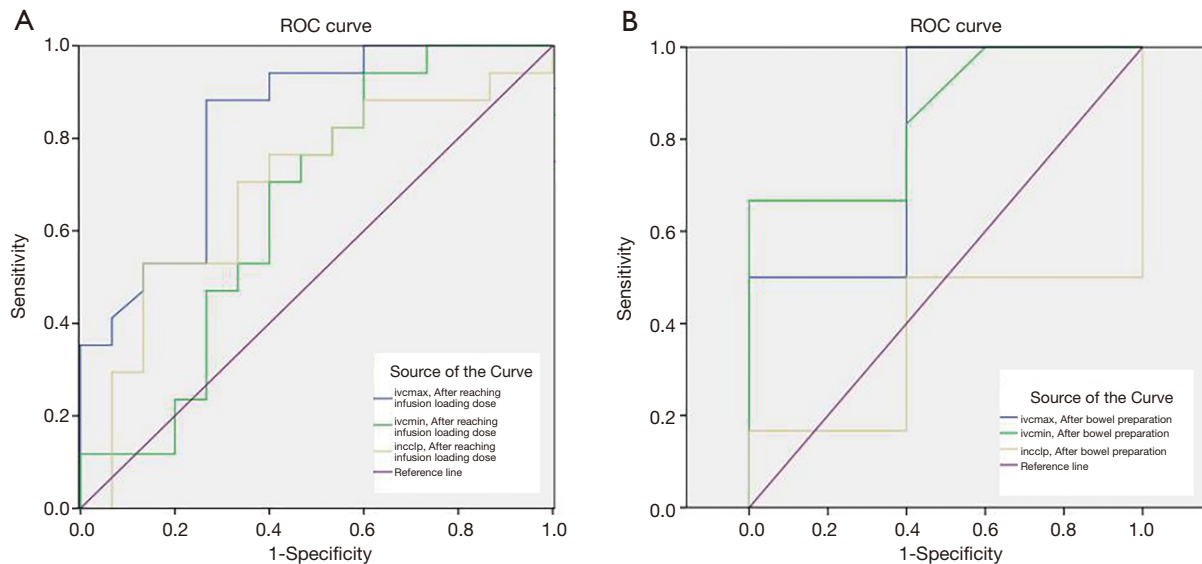 A
ROC curve
1.0
0.8
0.6
0.4
0.2
0.0
Sensitivity
Source of the Curve
ivcmax, After reaching
infusion loading dose
ivcmin, After reaching
infusion loading dose
incclp, After reaching
infusion loading dose
Reference line
0.0 0.2 0.4 0.6 0.8 1.0
1-Specificity
B
ROC curve
1.0
0.8
0.6
0.4
0.2
0.0
Sensitivity
Source of the Curve
ivcmax, After bowel preparation
ivcmin, After bowel preparation
incclp, After bowel preparation
Reference line
0.0 0.2 0.4 0.6 0.8 1.0
1-Specificity